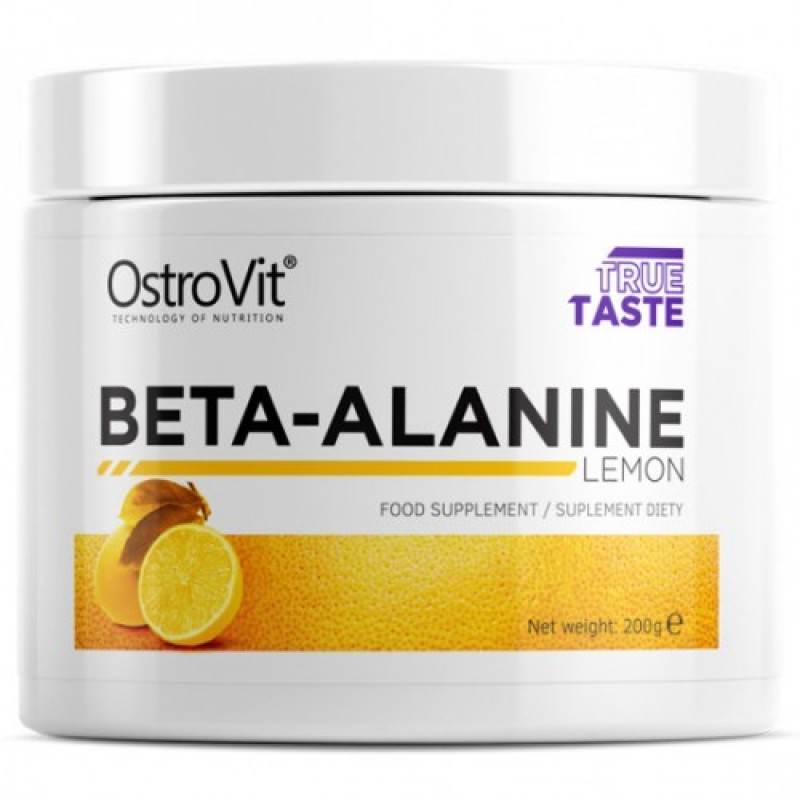 OstroVit®
TECHNOLOGY OF NUTRITION
TRUE
TASTE
BETA-ALANINE
LEMON
FOOD SUPPLEMENT / SUPLEMENT DIETY
Net weight: 200g ℮